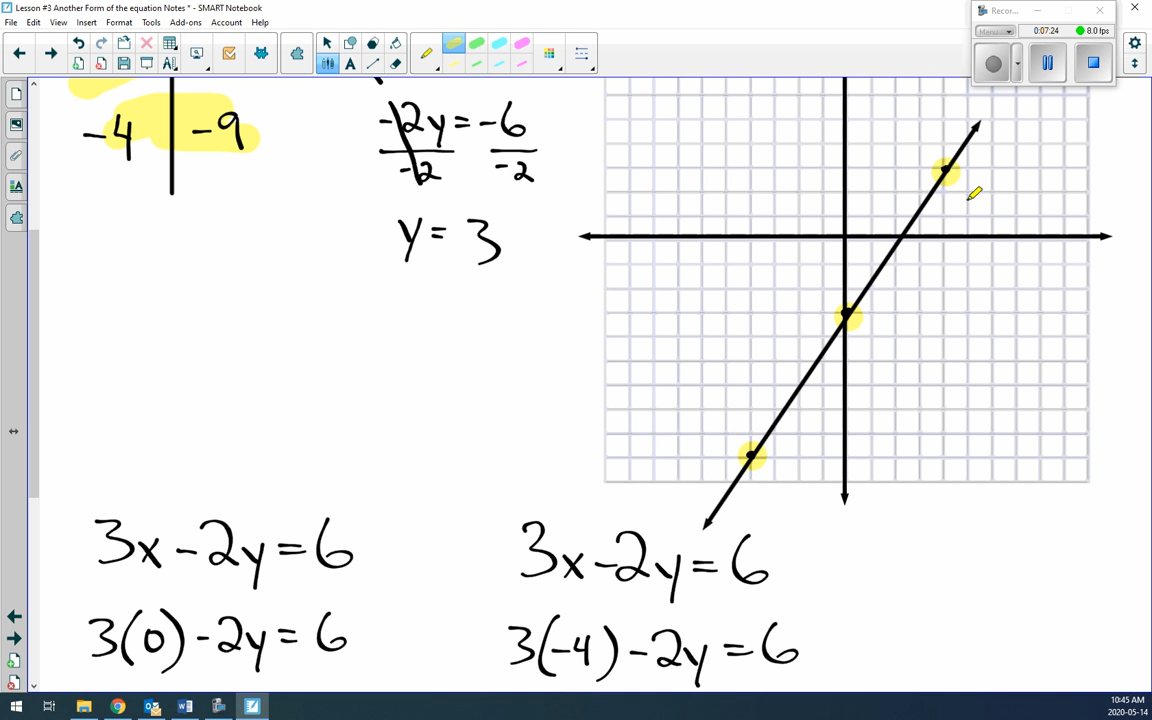 Lesson #3 Another Form of the equation Notes * - SMART Notebook
Recor...
File Edit View Insert Format Tools Add-ons Account Help
Menu
0:07:24
8.0 fps
-4 -9
-2y = -6
-2 -2
y = 3
3x - 2y = 6
3x - 2y = 6
3(0) - 2y = 6
3(-4) - 2y = 6
10:45 AM
2020-05-14